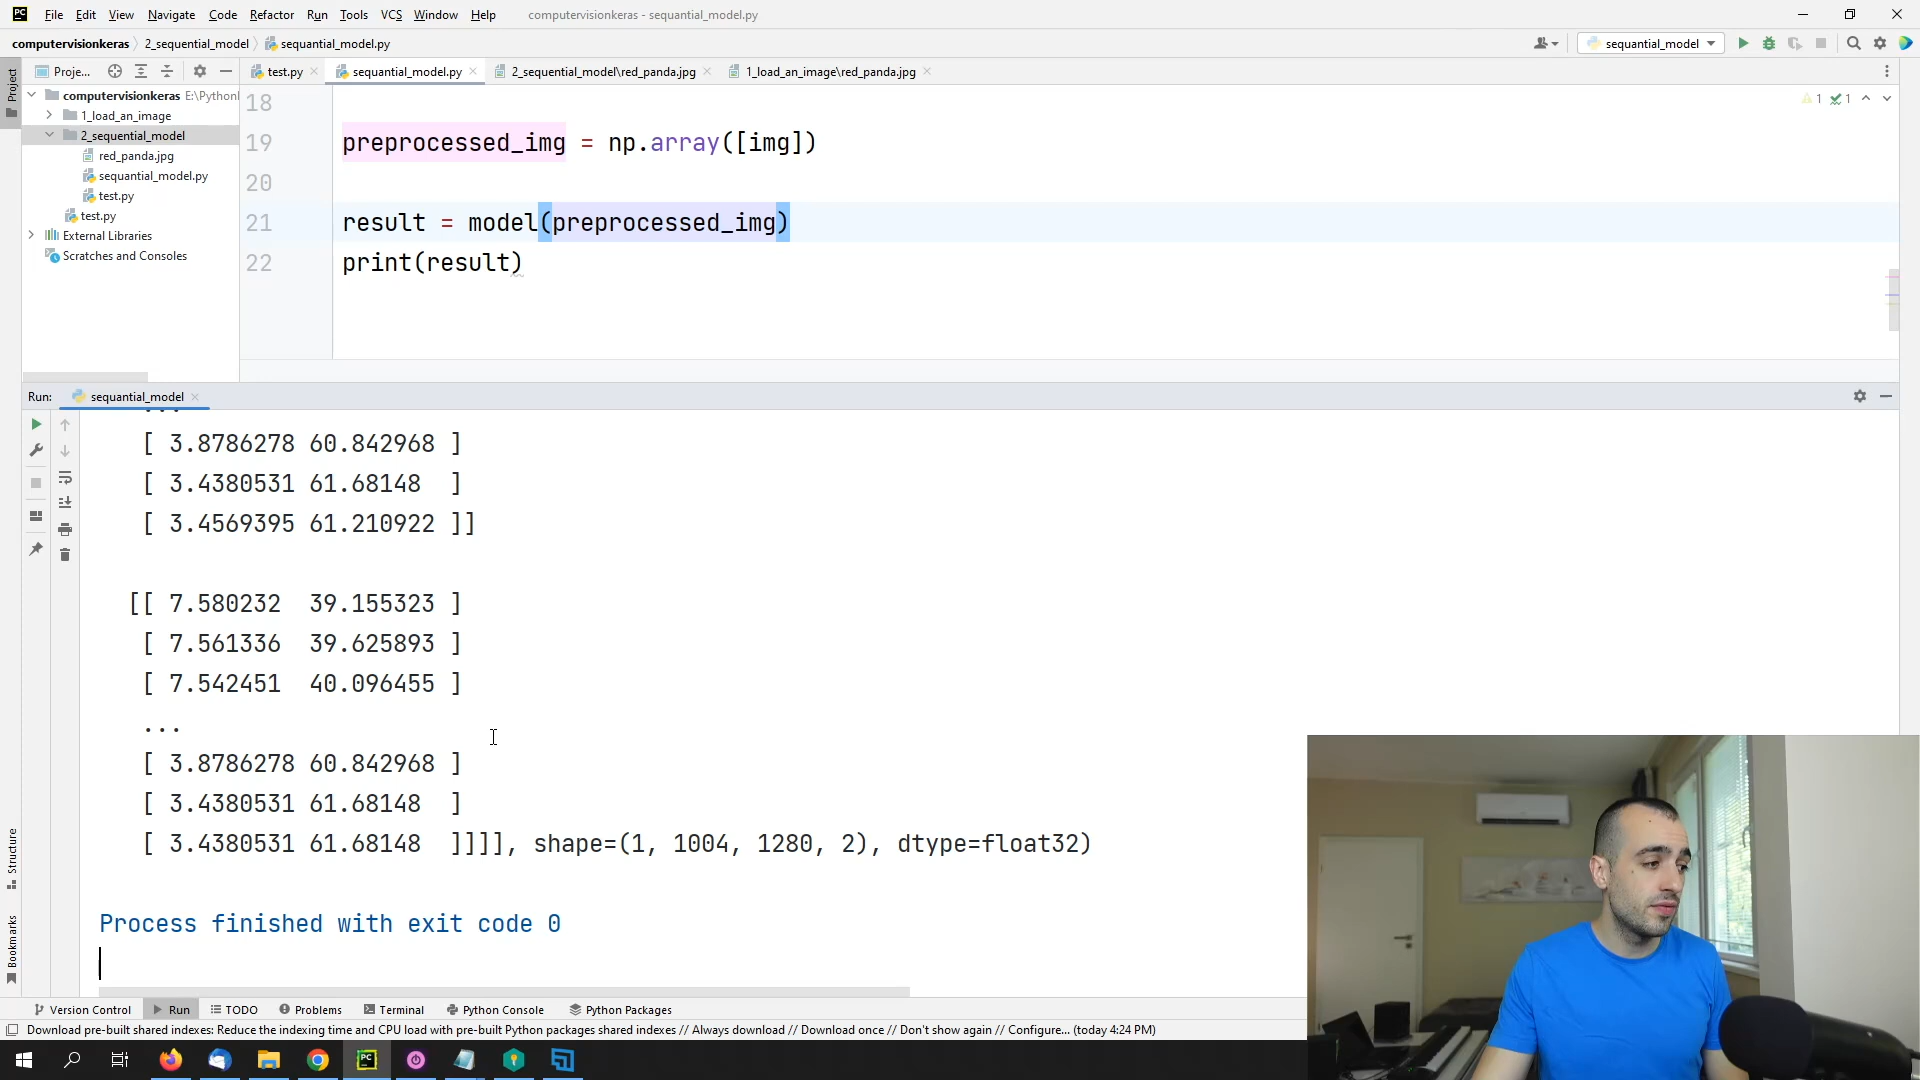 PC File Edit View Navigate Code Refactor Run Tools VCS Window Help computervisionkeras - sequantial_model.py
computervisionkeras 2_sequential_model sequantial_model.py sequantial_model
Project
Proje... test.py sequantial_model.py 2_sequential_model\red_panda.jpg 1_load_an_image\red_panda.jpg
computervisionkeras E:\Pythonl
1_load_an_image
2_sequential_model
red_panda.jpg
sequantial_model.py
test.py
test.py
External Libraries
Scratches and Consoles
1 1
18
19 preprocessed_img = np.array([img])
20
21 result = model(preprocessed_img)
22 print(result)
Run: sequantial_model
...
[ 3.8786278 60.842968 ]
[ 3.4380531 61.68148 ]
[ 3.4569395 61.210922 ]]
[[ 7.580232 39.155323 ]
[ 7.561336 39.625893 ]
[ 7.542451 40.096455 ]
...
[ 3.8786278 60.842968 ]
[ 3.4380531 61.68148 ]
[ 3.4380531 61.68148 ]]]], shape=(1, 1004, 1280, 2), dtype=float32)
Process finished with exit code 0
Structure
Bookmarks
Version Control Run TODO Problems Terminal Python Console Python Packages
Download pre-built shared indexes: Reduce the indexing time and CPU load with pre-built Python packages shared indexes // Always download // Download once // Don't show again // Configure... (today 4:24 PM)
PC